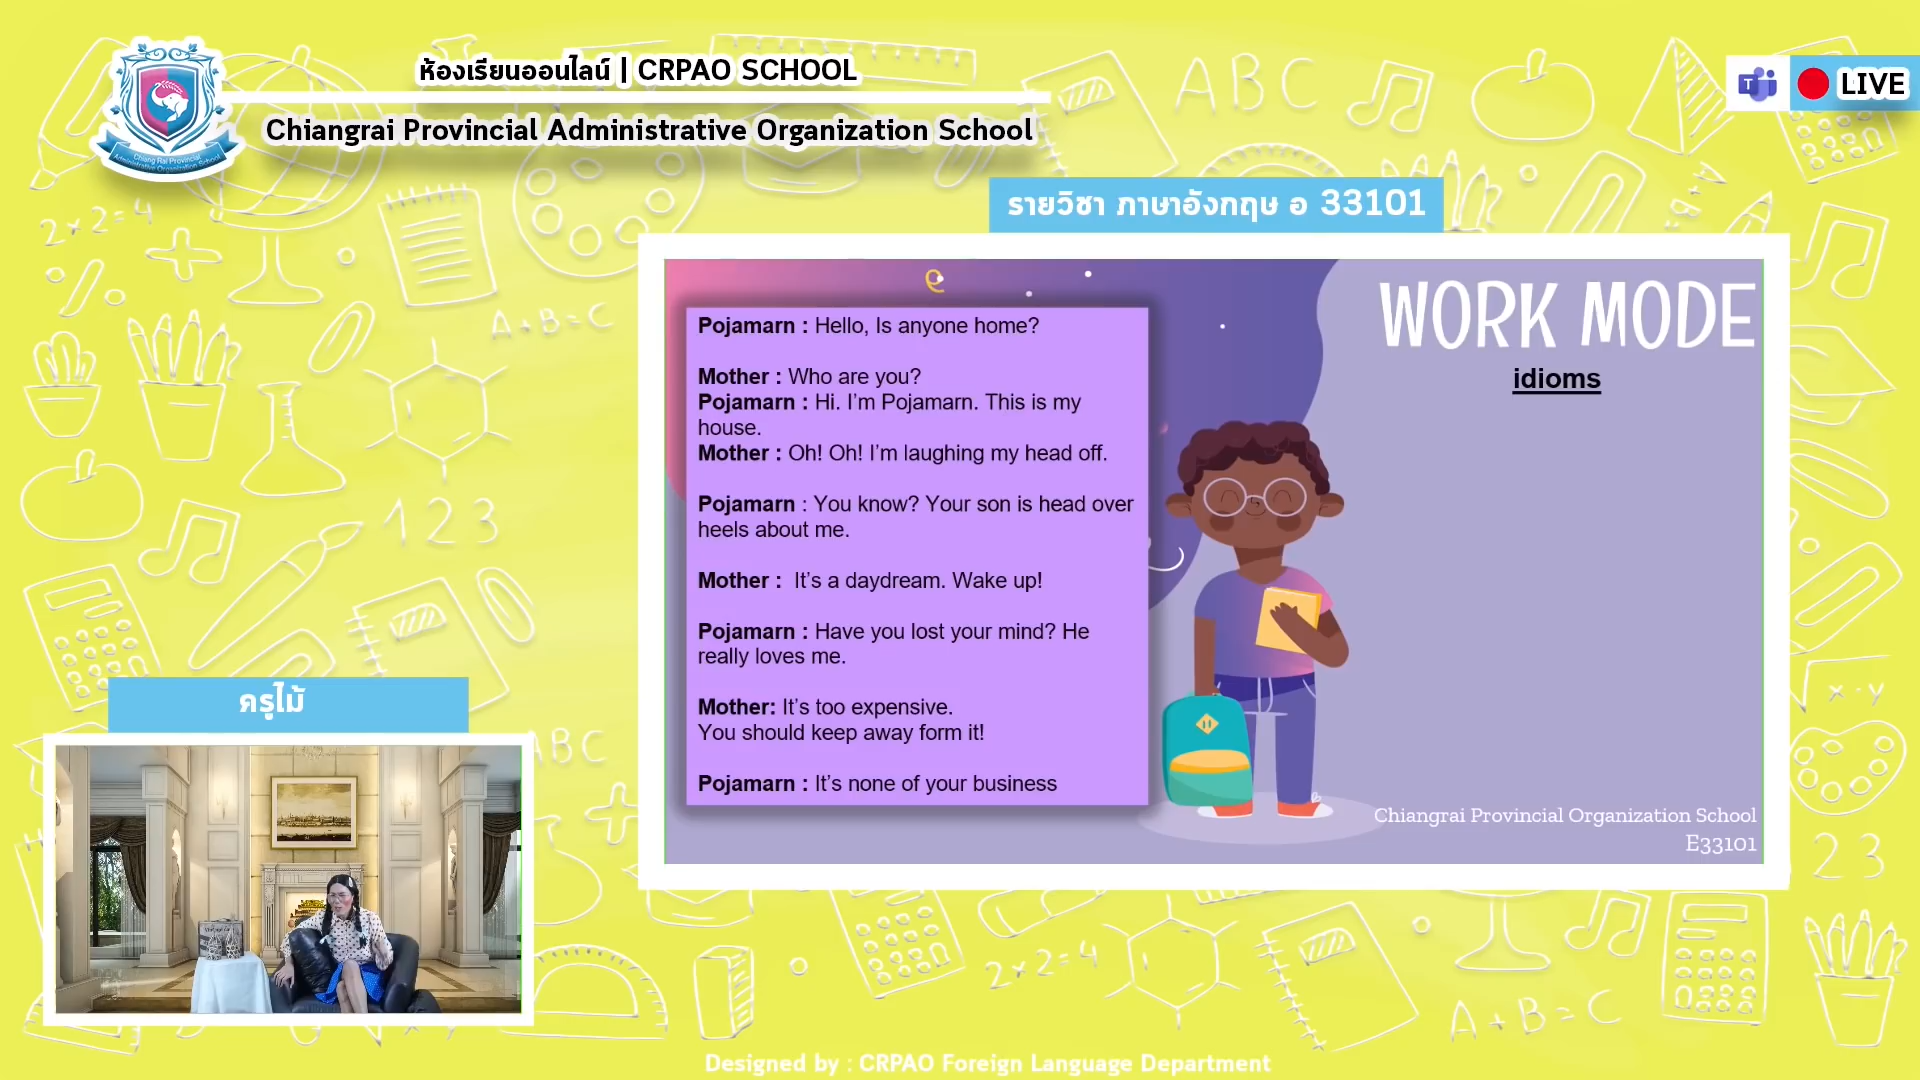 ห้องเรียนออนไลน์ | CRPAO SCHOOL
Chiangrai Provincial Administrative Organization School
Chiang Rai Provincial
Administrative Organization School
LIVE
รายวิชา ภาษาอังกฤษ อ 33101
WORK MODE
idioms
Pojamarn : Hello, Is anyone home?
Mother : Who are you?
Pojamarn : Hi. I'm Pojamarn. This is my
house.
Mother : Oh! Oh! I'm laughing my head off.
Pojamarn : You know? Your son is head over
heels about me.
Mother : It's a daydream. Wake up!
Pojamarn : Have you lost your mind? He
really loves me.
Mother: It's too expensive.
You should keep away form it!
Pojamarn : It's none of your business
Chiangrai Provincial Organization School
E33101
ครูไม้
Designed by : CRPAO Foreign Language Department